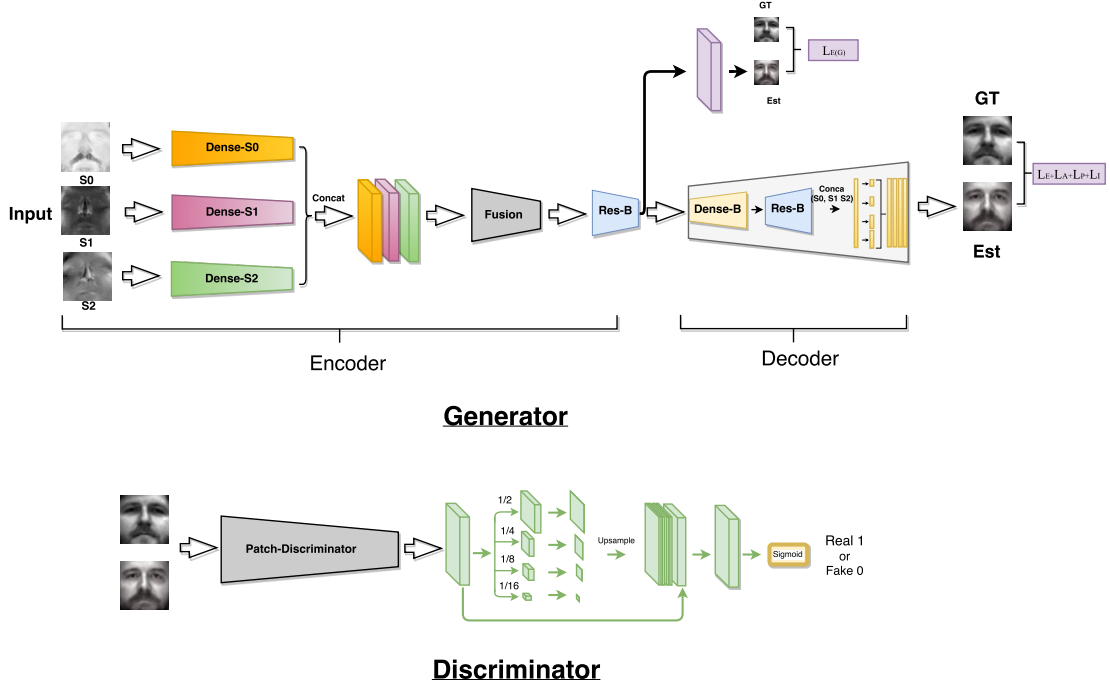 GT
L E(G)
Est
GT
S0
Dense-S0
Input
S1
Dense-S1
Concat
Fusion
Res-B
Dense-B
Res-B
Conca
(S0, S1 S2)
LE+LA+LP+LI
Est
S2
Dense-S2
Encoder
Decoder
Generator
Patch-Discriminator
1/2
1/4
1/8
1/16
Upsample
Sigmoid
Real 1
or
Fake 0
Discriminator